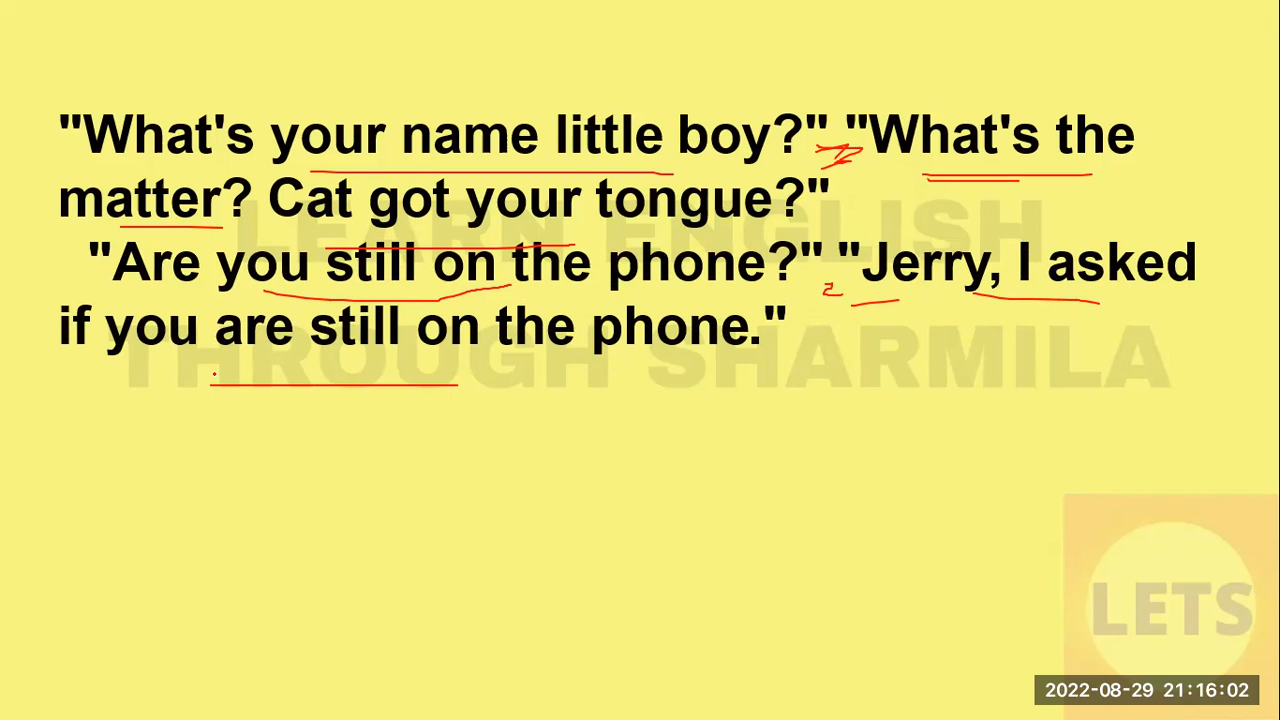 "What's your name little boy?" "What's the
matter? Cat got your tongue?"
"Are you still on the phone?" "Jerry, I asked
if you are still on the phone."
LEARN ENGLISH
THROUGH SHARMILA
LETS
2022-08-29 21:16:02